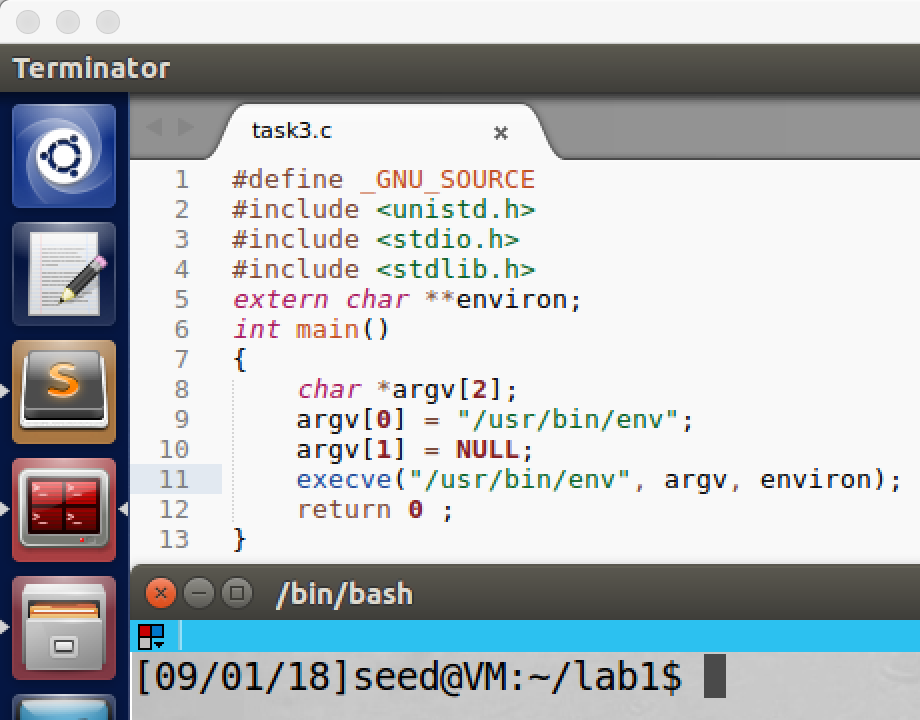 Terminator
task3.c
1 #define _GNU_SOURCE
2 #include <unistd.h>
3 #include <stdio.h>
4 #include <stdlib.h>
5 extern char **environ;
6 int main()
7 {
8 char *argv[2];
9 argv[0] = "/usr/bin/env";
10 argv[1] = NULL;
11 execve("/usr/bin/env", argv, environ);
12 return 0 ;
13 }
/bin/bash
[09/01/18]seed@VM:~/lab1$